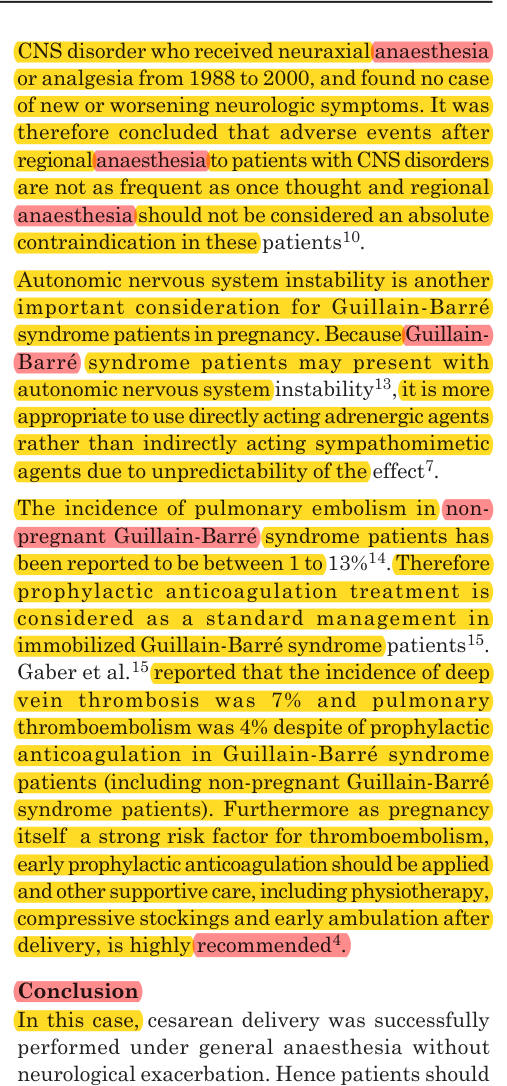 CNS disorder who received neuraxial anaesthesia
or analgesia from 1988 to 2000, and found no case
of new or worsening neurologic symptoms. It was
therefore concluded that adverse events after
regional anaesthesia to patients with CNS disorders
are not as frequent as once thought and regional
anaesthesia should not be considered an absolute
contraindication in these patients¹⁰.
Autonomic nervous system instability is another
important consideration for Guillain-Barré
syndrome patients in pregnancy. Because Guillain-
Barré syndrome patients may present with
autonomic nervous system instability¹³, it is more
appropriate to use directly acting adrenergic agents
rather than indirectly acting sympathomimetic
agents due to unpredictability of the effect⁷.
The incidence of pulmonary embolism in non-
pregnant Guillain-Barré syndrome patients has
been reported to be between 1 to 13%¹⁴. Therefore
prophylactic anticoagulation treatment is
considered as a standard management in
immobilized Guillain-Barré syndrome patients¹⁵.
Gaber et al.¹⁵ reported that the incidence of deep
vein thrombosis was 7% and pulmonary
thromboembolism was 4% despite of prophylactic
anticoagulation in Guillain-Barré syndrome
patients (including non-pregnant Guillain-Barré
syndrome patients). Furthermore as pregnancy
itself a strong risk factor for thromboembolism,
early prophylactic anticoagulation should be applied
and other supportive care, including physiotherapy,
compressive stockings and early ambulation after
delivery, is highly recommended⁴.
Conclusion
In this case, cesarean delivery was successfully
performed under general anaesthesia without
neurological exacerbation. Hence patients should